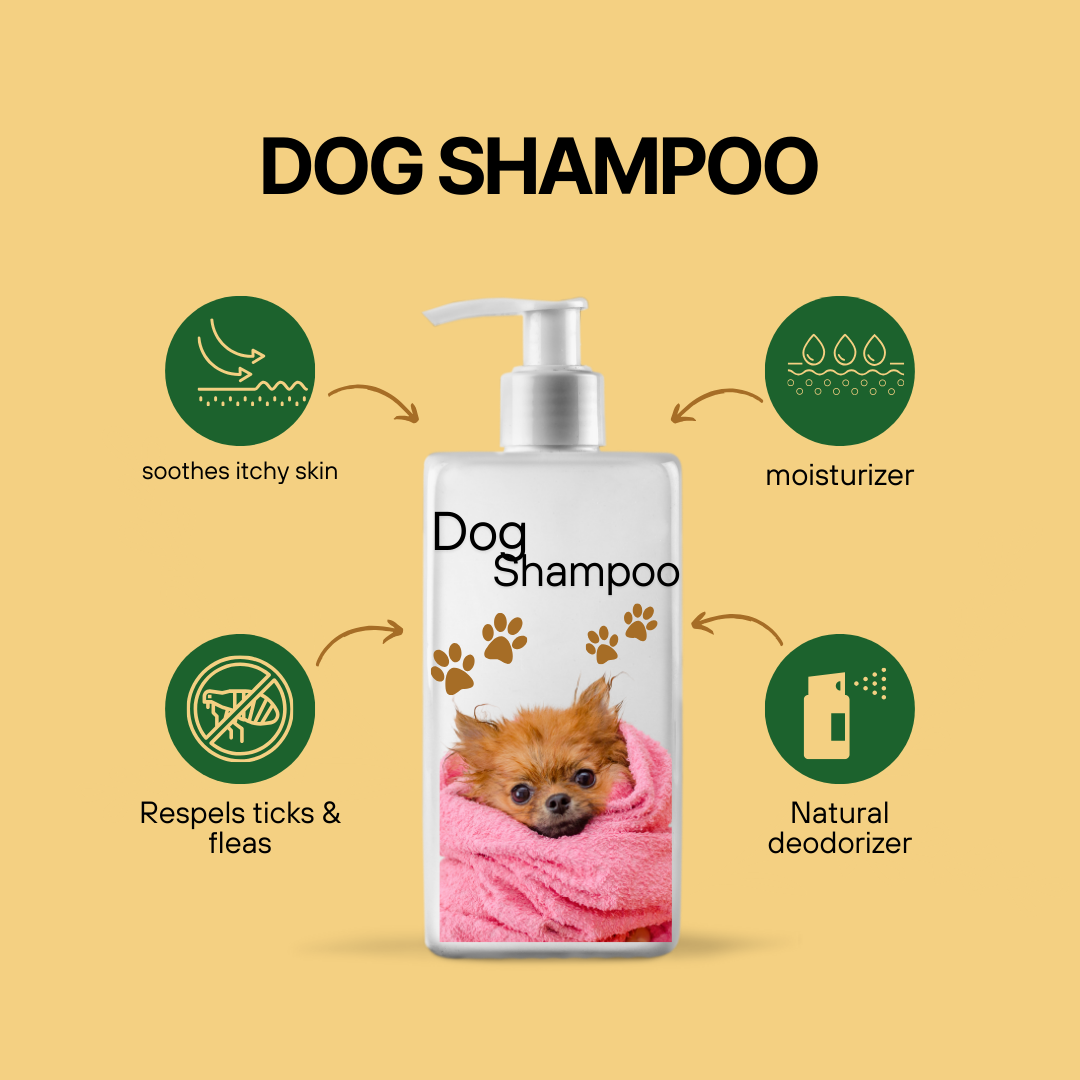 DOG SHAMPOO
soothes itchy skin
moisturizer
Dog
Shampoo
Respels ticks &
fleas
Natural
deodorizer